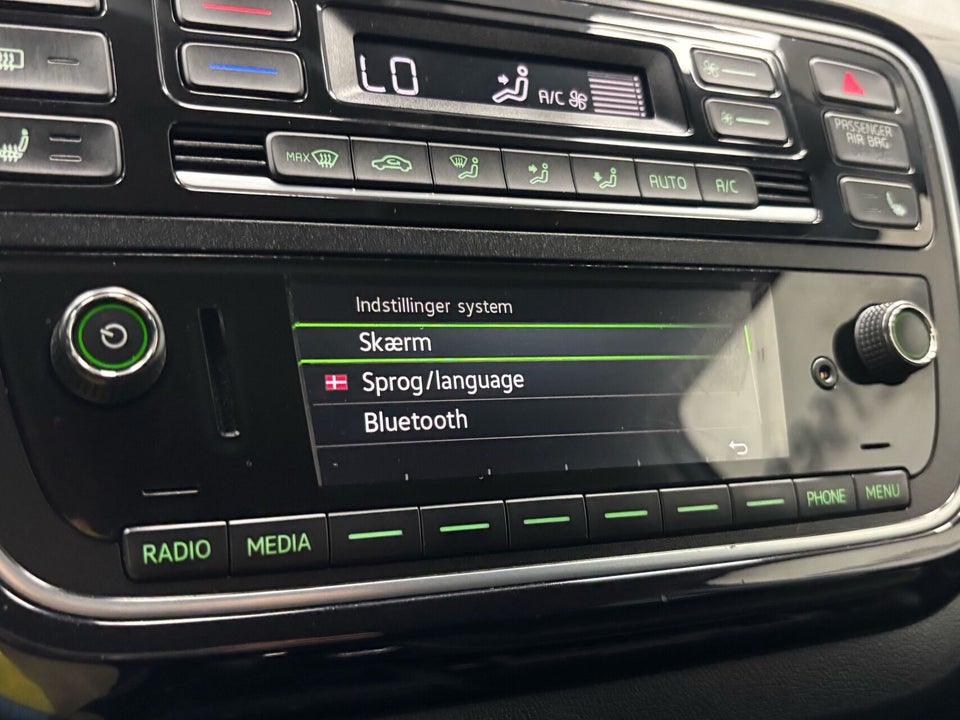 LO
A/C
PASSENGER
AIR BAG
MAX
AUTO
A/C
Indstillinger system
Skærm
Sprog/language
Bluetooth
RADIO
MEDIA
PHONE
MENU